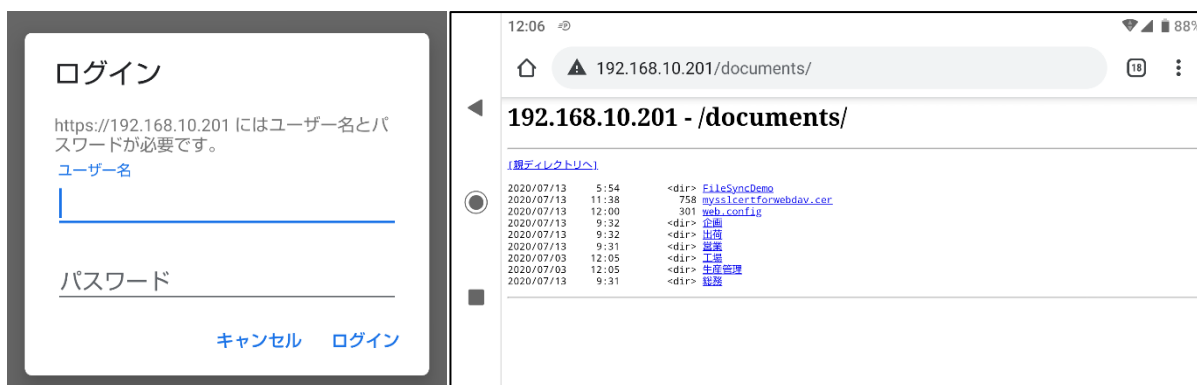 ログイン
https://192.168.10.201 にはユーザー名とパ
スワードが必要です。
ユーザー名
パスワード
キャンセル ログイン
12:06 88%
192.168.10.201/documents/ 18
192.168.10.201 - /documents/
[親ディレクトリへ]
2020/07/13 5:54 <dir> FileSyncDemo
2020/07/13 11:38 758 mysslcertforwebdav.cer
2020/07/13 12:00 301 web.config
2020/07/13 9:32 <dir> 企画
2020/07/13 9:32 <dir> 出荷
2020/07/13 9:31 <dir> 営業
2020/07/03 12:05 <dir> 工場
2020/07/03 12:05 <dir> 生産管理
2020/07/13 9:31 <dir> 総務